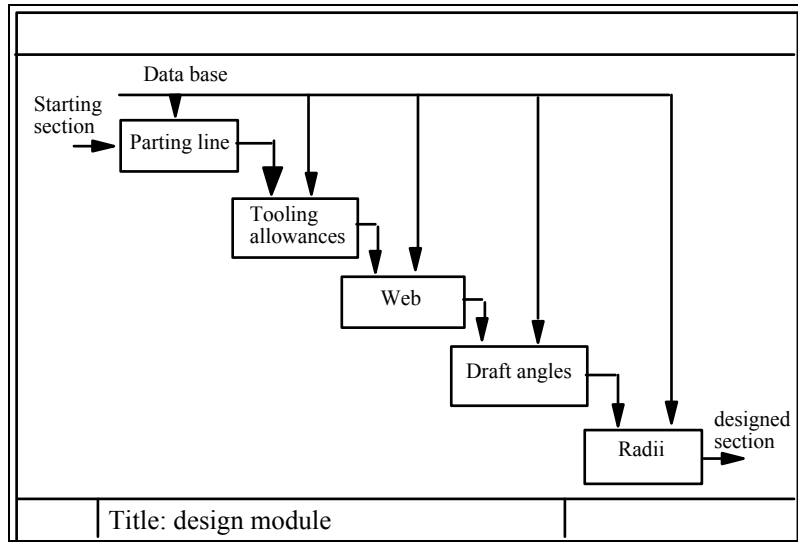 Data base
Starting
section
Parting line
Tooling
allowances
Web
Draft angles
Radii
designed
section
Title: design module